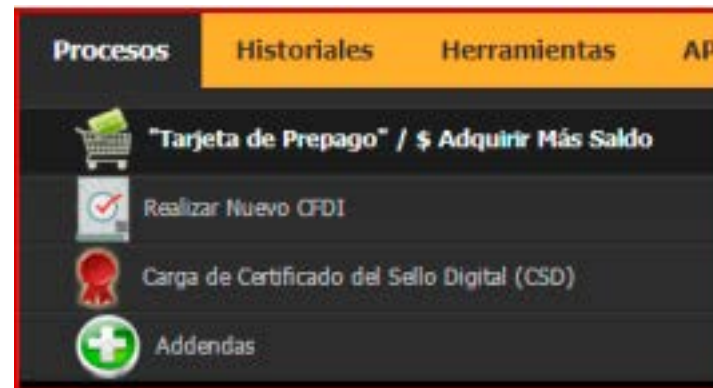 Procesos Historiales Herramientas AP
"Tarjeta de Prepago" / $ Adquirir Más Saldo
Realizar Nuevo CFDI
Carga de Certificado del Sello Digital (CSD)
Addendas